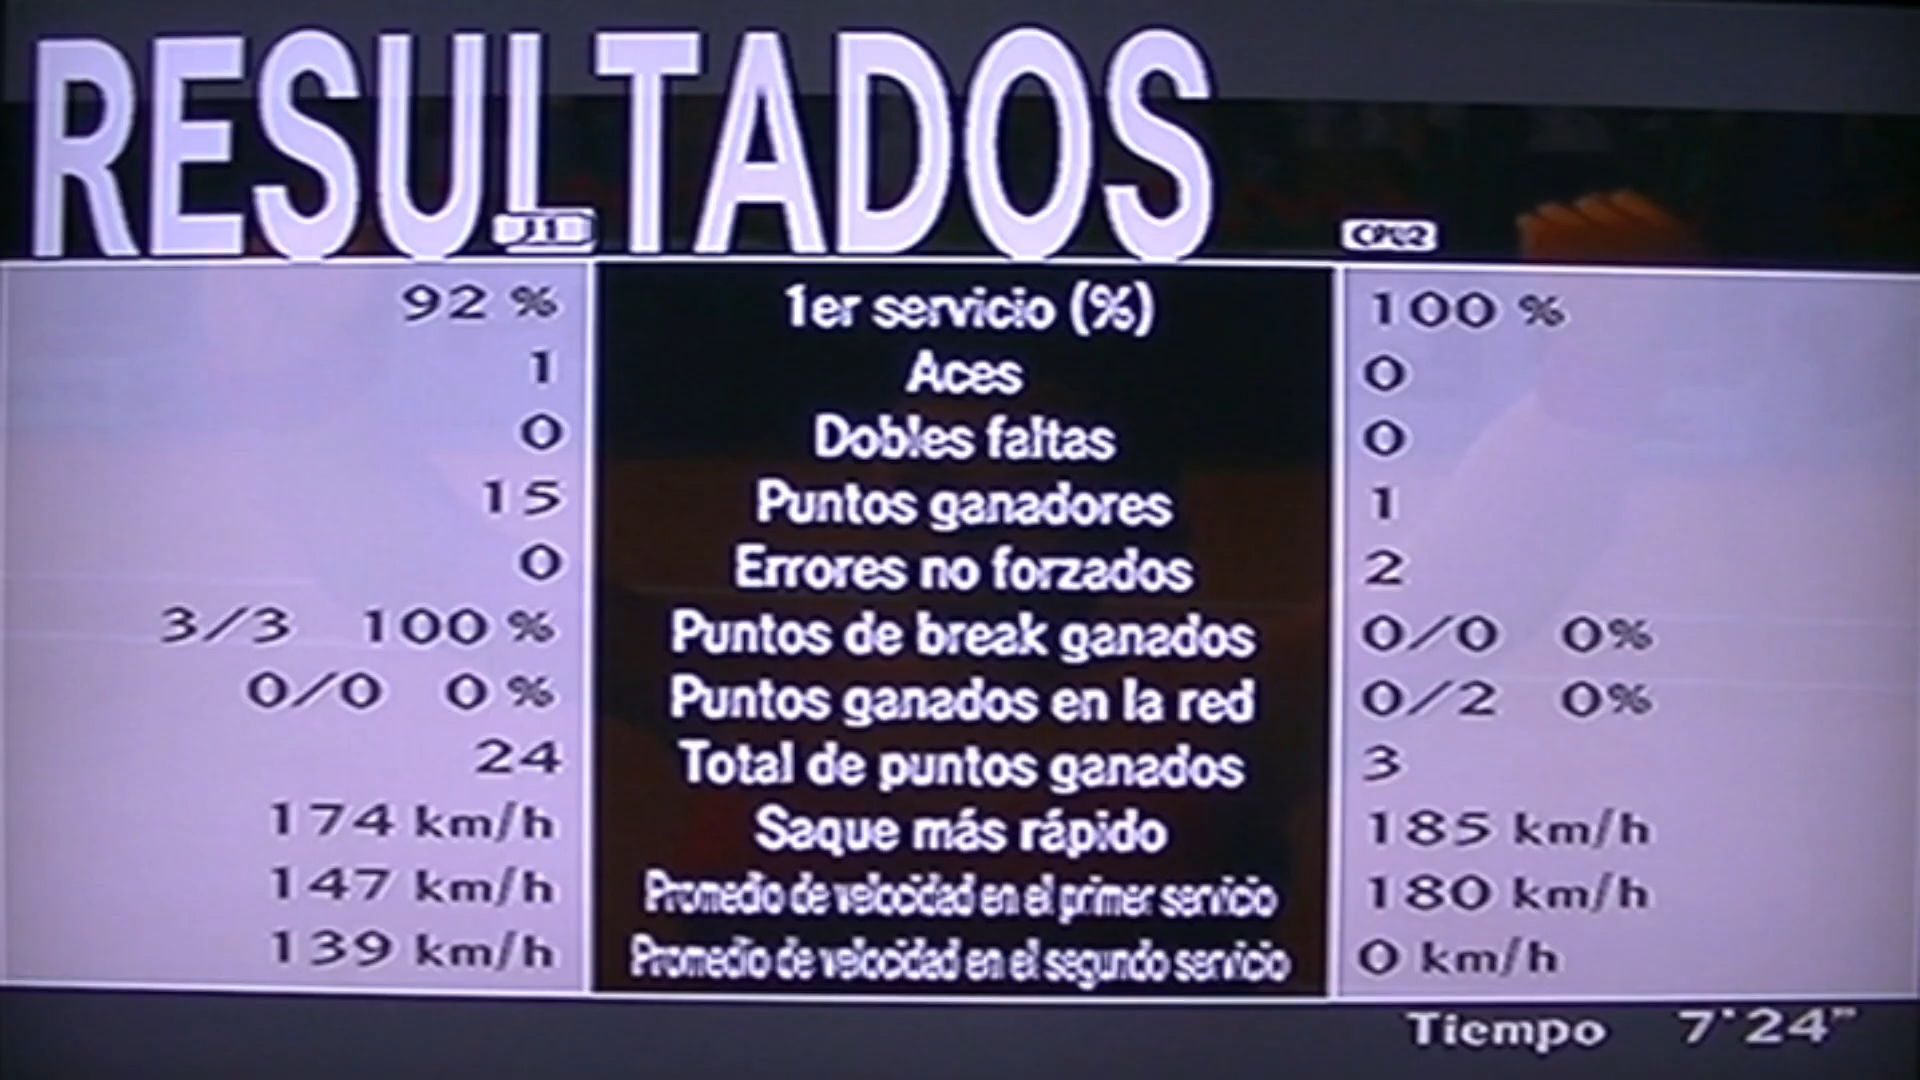 RESULTADOS
J1 CPU2
92 % 1er servicio (%) 100 %
1 Aces 0
0 Dobles faltas 0
15 Puntos ganadores 1
0 Errores no forzados 2
3/3 100 % Puntos de break ganados 0/0 0%
0/0 0 % Puntos ganados en la red 0/2 0%
24 Total de puntos ganados 3
174 km/h Saque más rápido 185 km/h
147 km/h Promedio de velocidad en el primer servicio 180 km/h
139 km/h Promedio de velocidad en el segundo servicio 0 km/h
Tiempo 7'24"